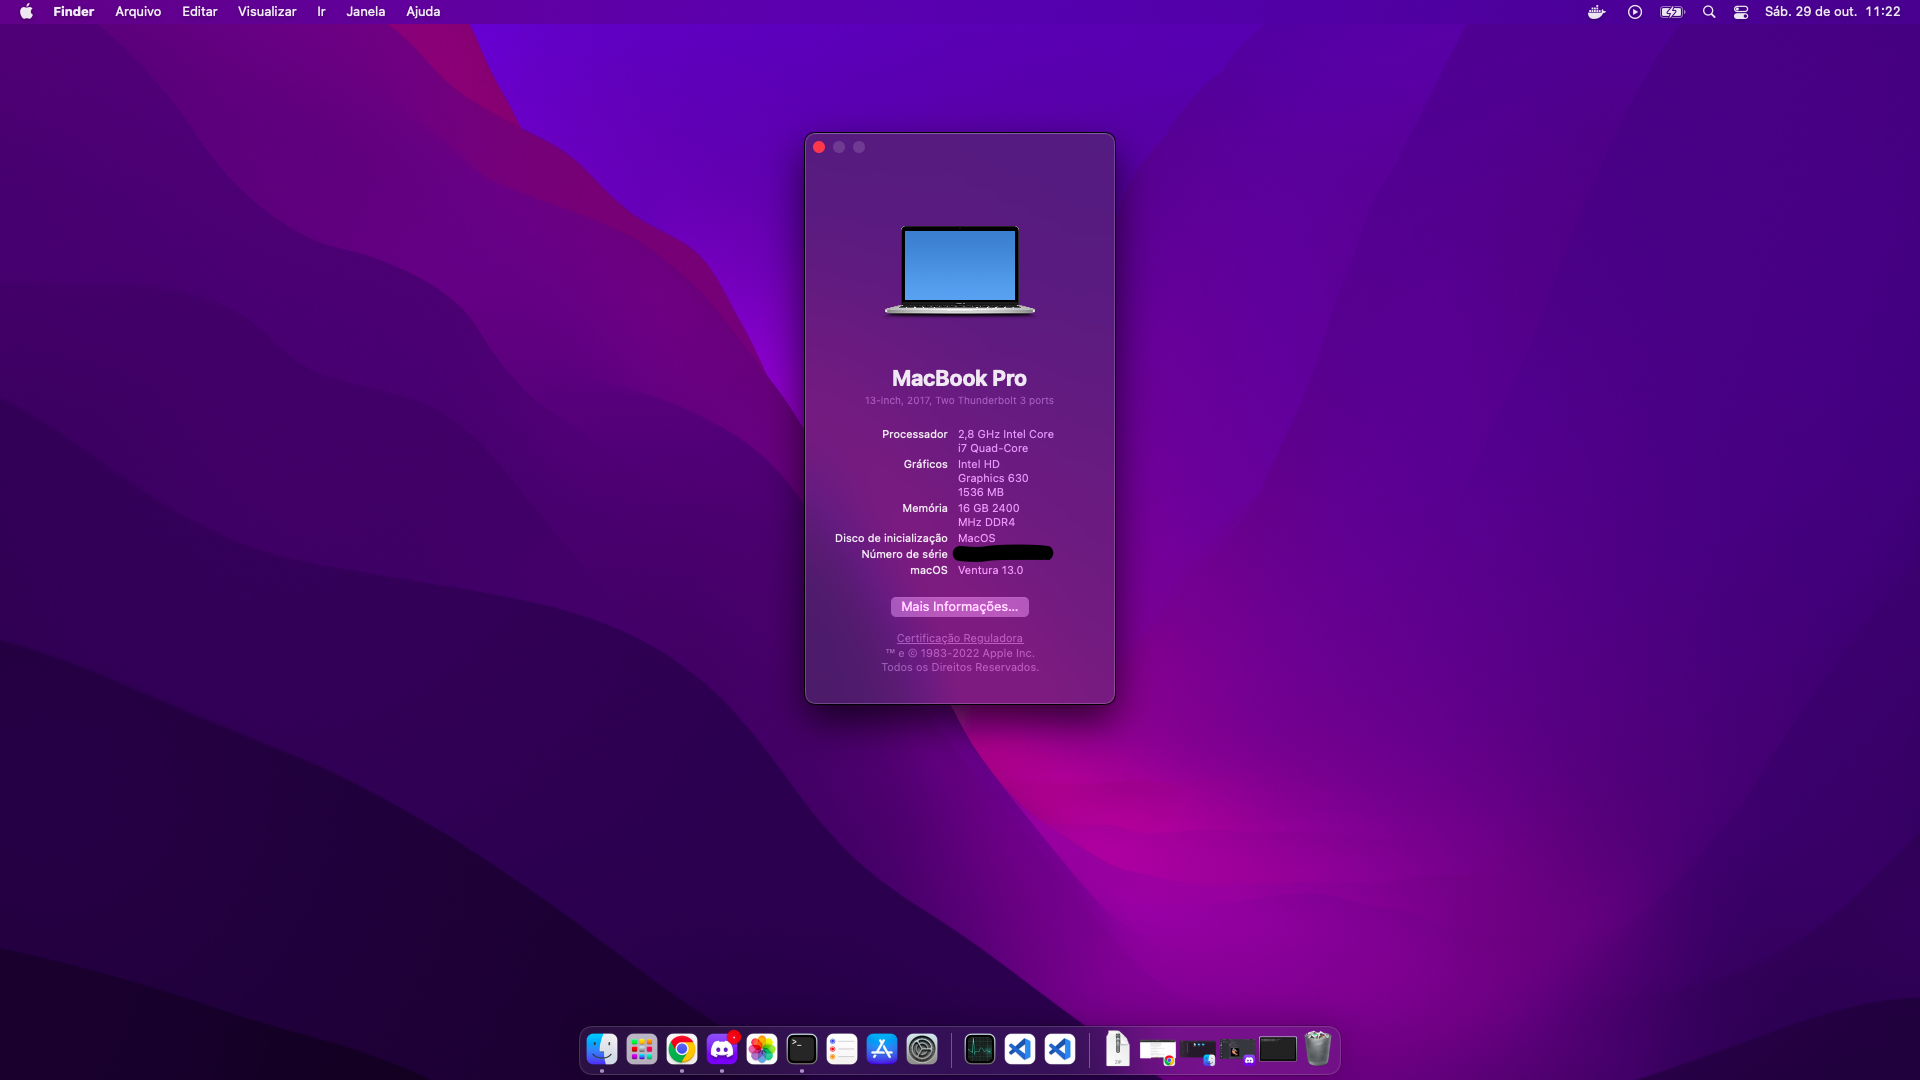 Finder Arquivo Editar Visualizar Ir Janela Ajuda Sáb. 29 de out. 11:22
MacBook Pro
13-inch, 2017, Two Thunderbolt 3 ports
Processador 2,8 GHz Intel Core
i7 Quad-Core
Gráficos Intel HD
Graphics 630
1536 MB
Memória 16 GB 2400
MHz DDR4
Disco de inicialização MacOS
Número de série
macOS Ventura 13.0
Mais Informações...
Certificação Reguladora
™ e © 1983-2022 Apple Inc.
Todos os Direitos Reservados.
>_
ZIP